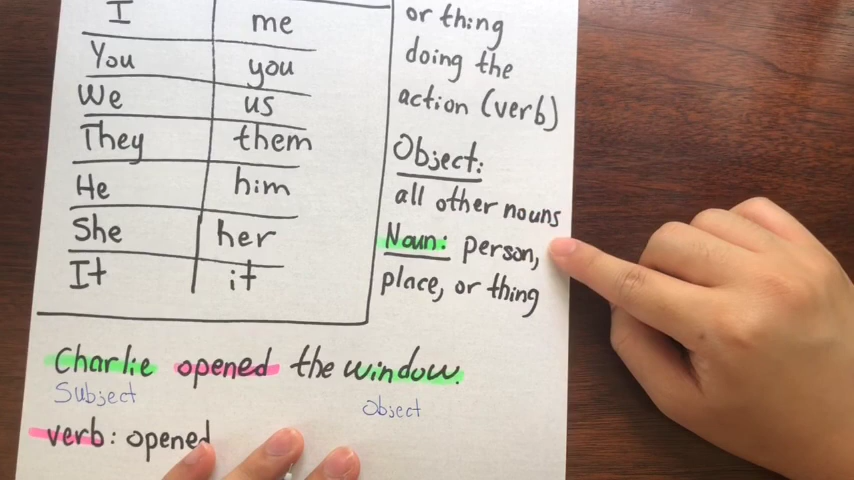 I me
You you
We us
They them
He him
She her
It it
or thing
doing the
action (verb)
Object:
all other nouns
Noun: person,
place, or thing
Charlie opened the window.
Subject Object
verb: opened